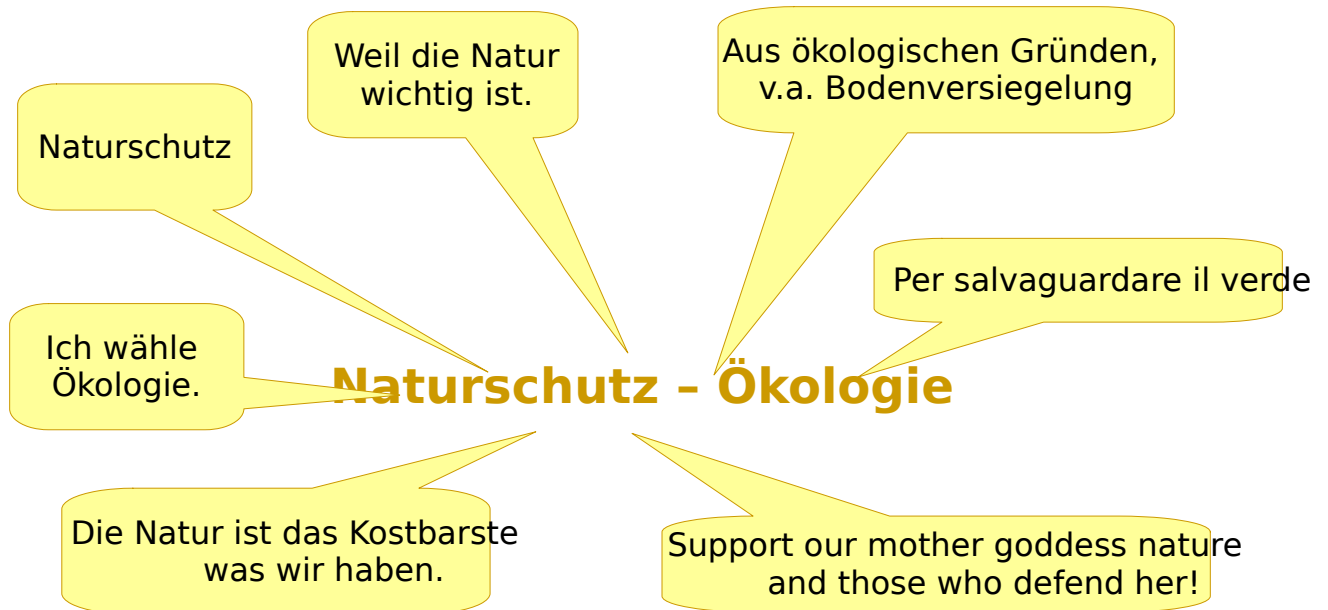 Weil die Natur
wichtig ist.
Aus ökologischen Gründen,
v.a. Bodenversiegelung
Naturschutz
Per salvaguardare il verde
Ich wähle
Ökologie.
Naturschutz – Ökologie
Die Natur ist das Kostbarste
was wir haben.
Support our mother goddess nature
and those who defend her!